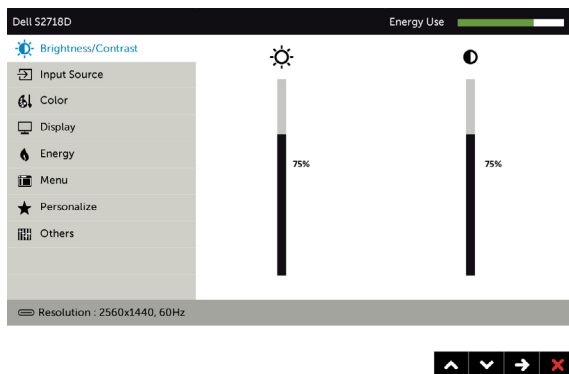 Dell S2718D
Energy Use
Brightness/Contrast
Input Source
Color
Display
Energy
Menu
Personalize
Others
75%
75%
Resolution : 2560x1440, 60Hz